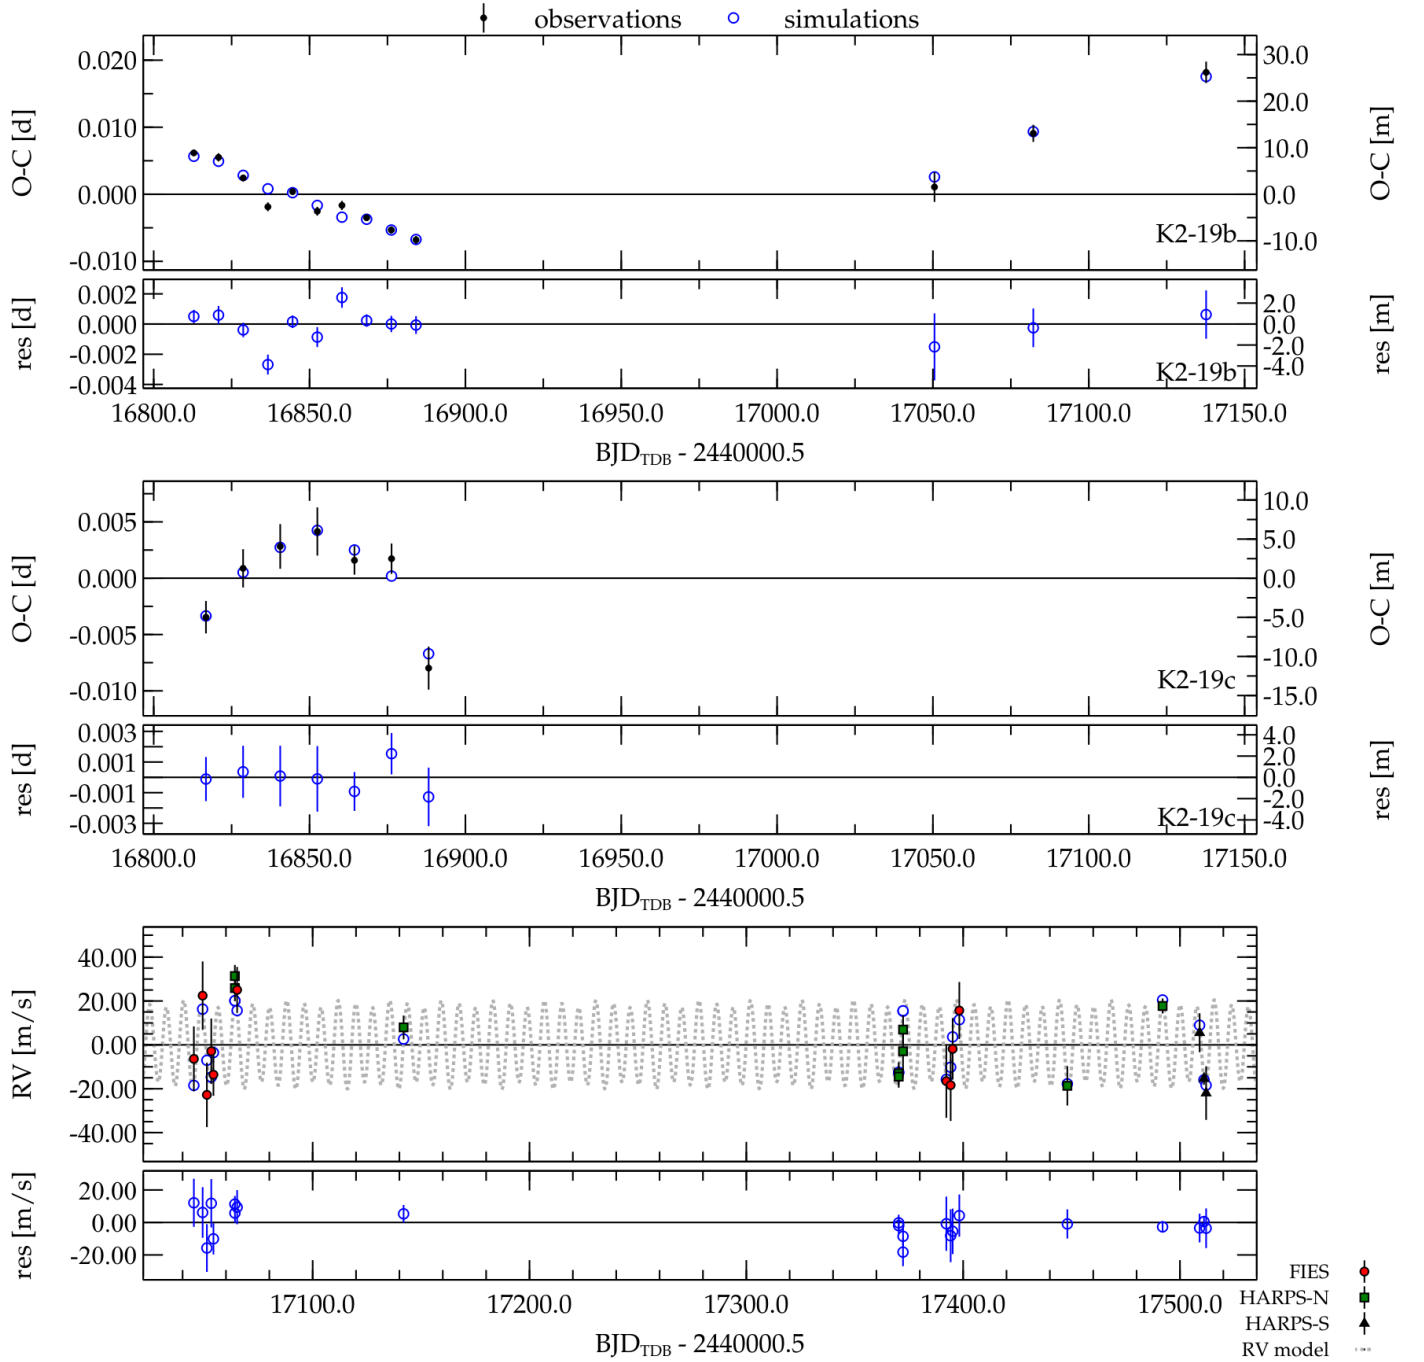 observations simulations
O-C [d]
0.020
0.010
0.000
-0.010
30.0
20.0
10.0
0.0
-10.0
O-C [m]
K2-19b
res [d]
0.002
0.000
-0.002
-0.004
2.0
0.0
-2.0
-4.0
res [m]
K2-19b
16800.0 16850.0 16900.0 16950.0 17000.0 17050.0 17100.0 17150.0
BJDTDB - 2440000.5
O-C [d]
0.005
0.000
-0.005
-0.010
10.0
5.0
0.0
-5.0
-10.0
-15.0
O-C [m]
K2-19c
res [d]
0.003
0.001
-0.001
-0.003
4.0
2.0
0.0
-2.0
-4.0
res [m]
K2-19c
16800.0 16850.0 16900.0 16950.0 17000.0 17050.0 17100.0 17150.0
BJDTDB - 2440000.5
RV [m/s]
40.00
20.00
0.00
-20.00
-40.00
res [m/s]
20.00
0.00
-20.00
17100.0 17200.0 17300.0 17400.0 17500.0
BJDTDB - 2440000.5
FIES
HARPS-N
HARPS-S
RV model